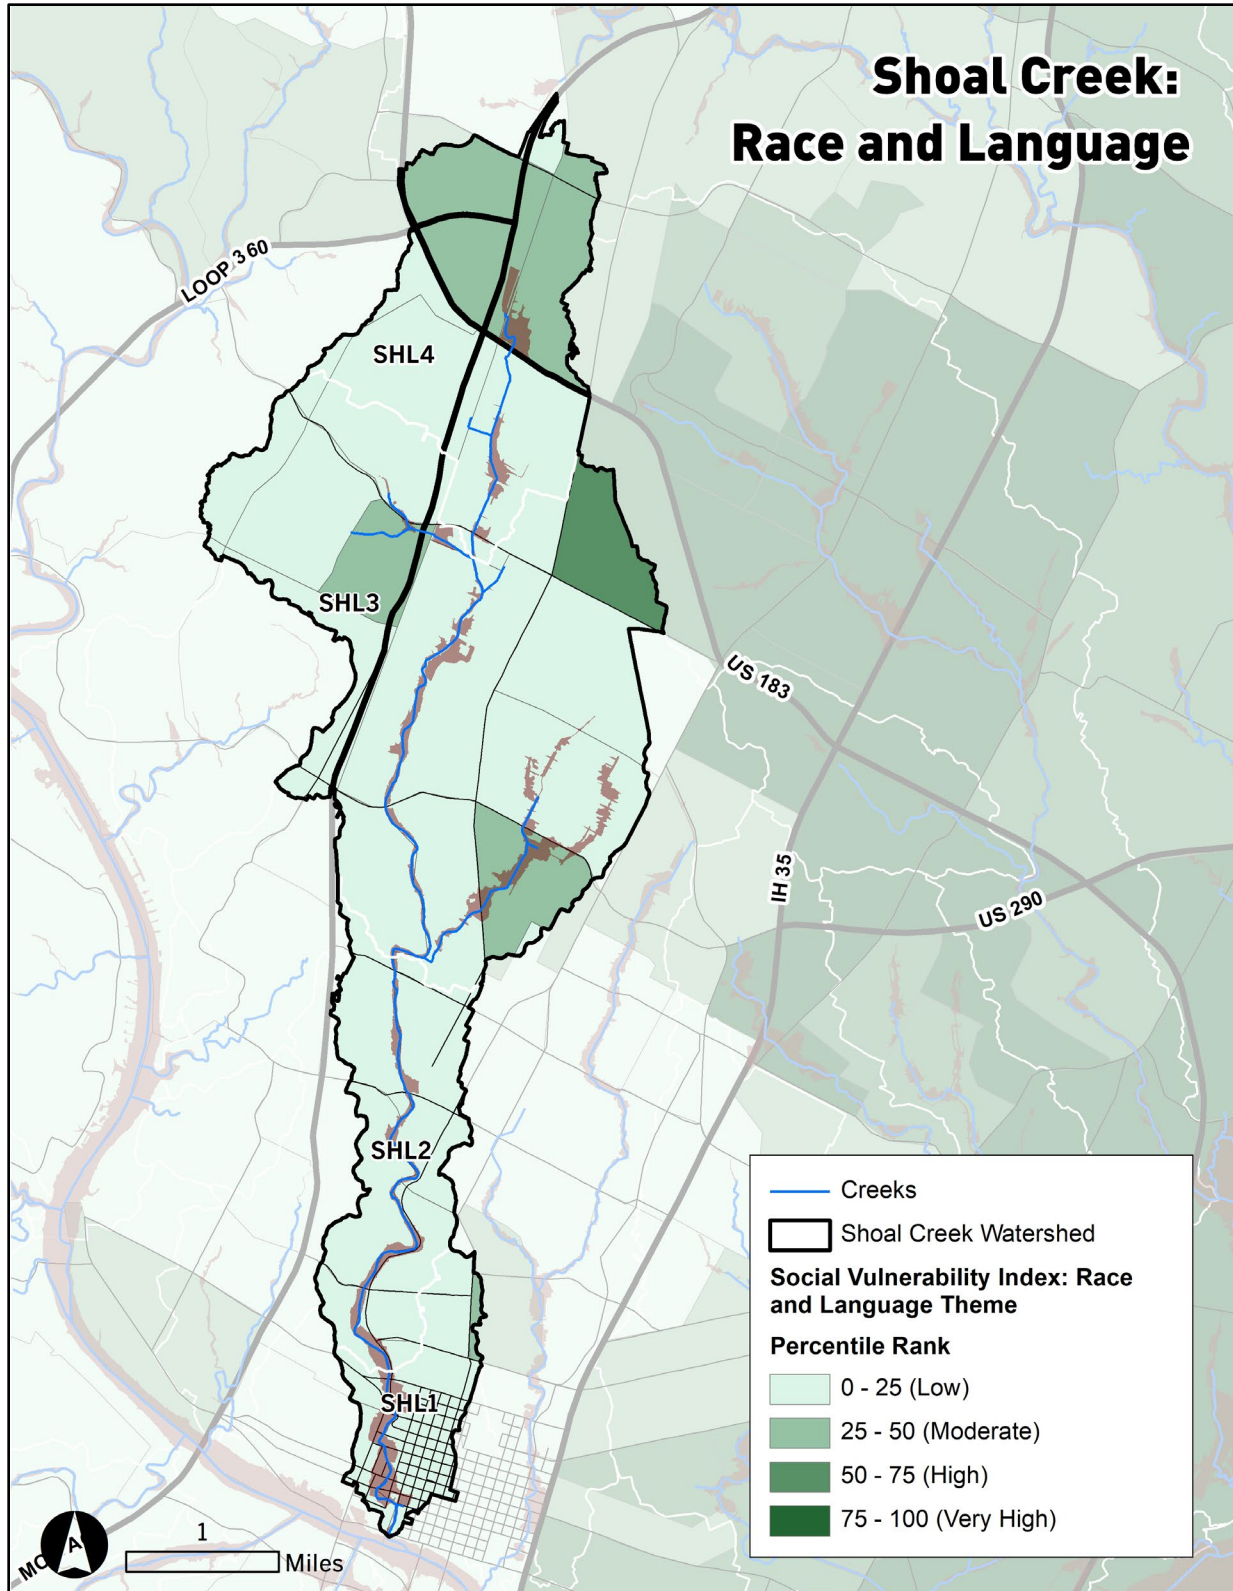 Shoal Creek:
Race and Language
LOOP 360
SHL4
SHL3
US 183
IH 35
US 290
SHL2
SHL1
Creeks
Shoal Creek Watershed
Social Vulnerability Index: Race
and Language Theme
Percentile Rank
0 - 25 (Low)
25 - 50 (Moderate)
50 - 75 (High)
75 - 100 (Very High)
A
1
Miles